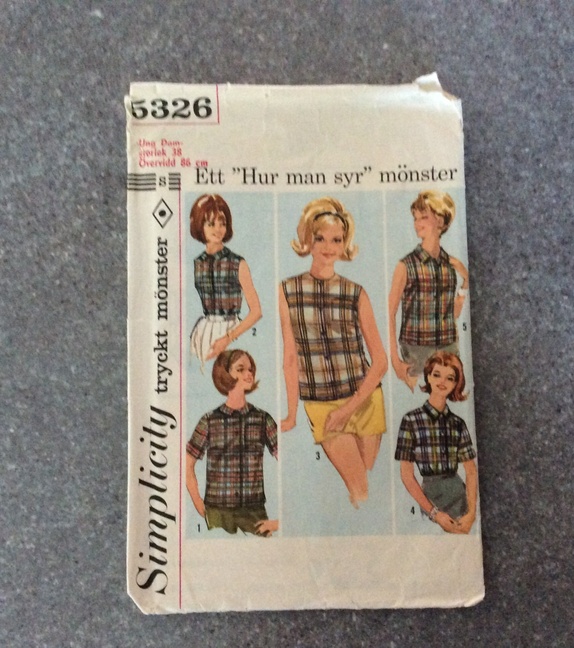 5326
Ung Dam-
storlek 38
Övervidd 86 cm
S
Ett "Hur man syr" mönster
Simplicity tryckt mönster
2
5
3
1
4